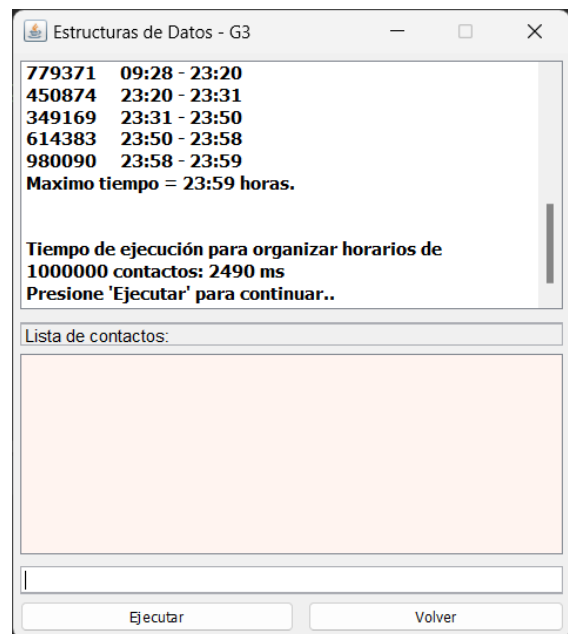 Estructuras de Datos - G3
779371 09:28 - 23:20
450874 23:20 - 23:31
349169 23:31 - 23:50
614383 23:50 - 23:58
980090 23:58 - 23:59
Maximo tiempo = 23:59 horas.
Tiempo de ejecución para organizar horarios de
1000000 contactos: 2490 ms
Presione 'Ejecutar' para continuar..
Lista de contactos:
Ejecutar
Volver